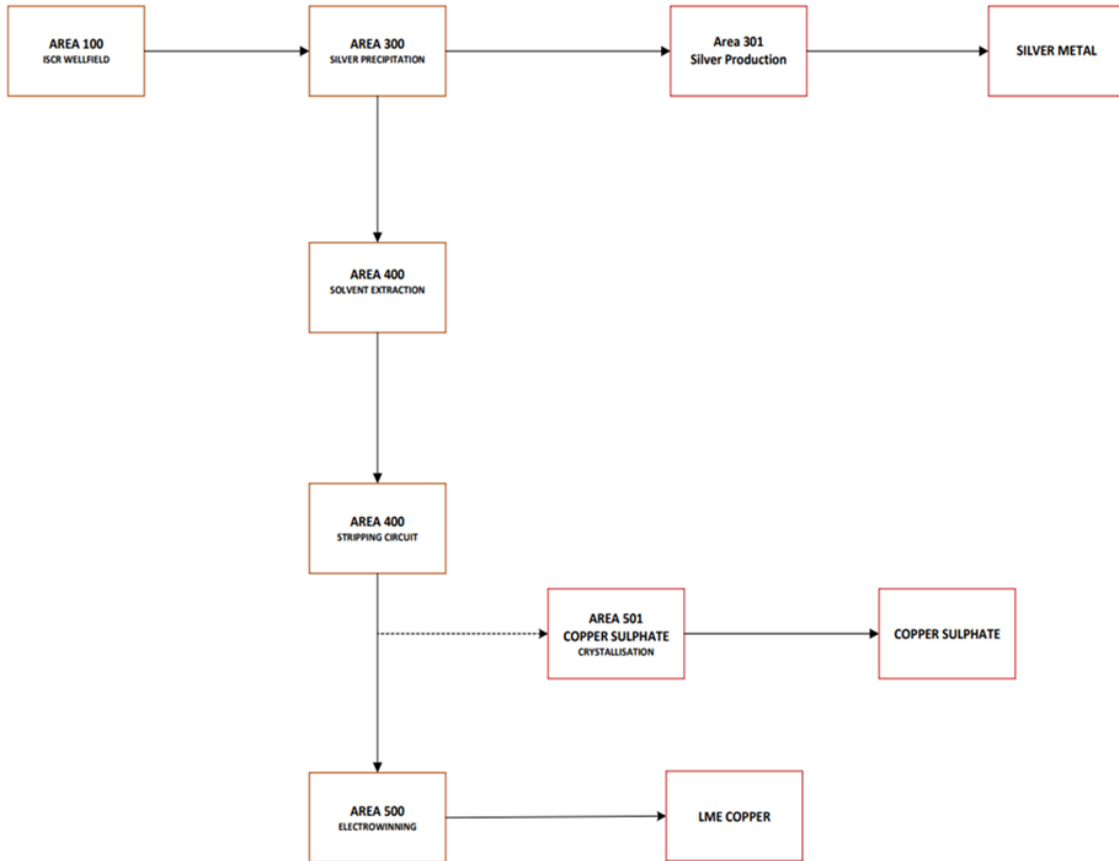 AREA 100
ISCR WELLFIELD
AREA 300
SILVER PRECIPITATION
Area 301
Silver Production
SILVER METAL
AREA 400
SOLVENT EXTRACTION
AREA 400
STRIPPING CIRCUIT
AREA 501
COPPER SULPHATE
CRYSTALLISATION
COPPER SULPHATE
AREA 500
ELECTROWINNING
LME COPPER